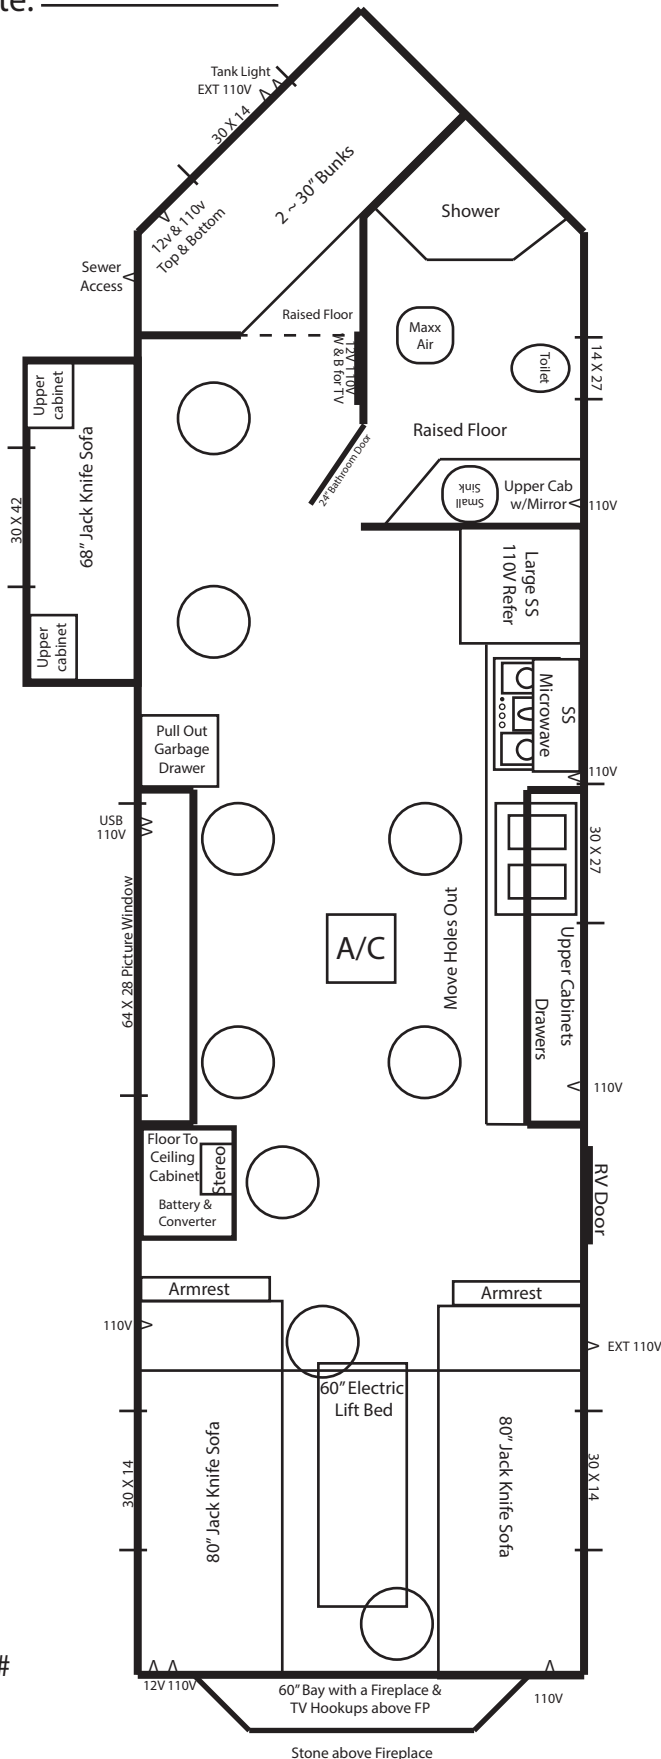 Tank Light
EXT 110V
30 X 14
2 ~ 30" Bunks
12v & 110v
Top & Bottom
Shower
Sewer
Access
Raised Floor
Maxx
Air
12V 110V
W & B for TV
Toilet
14 X 27
Upper
cabinet
Raised Floor
24" Bathroom Door
68" Jack Knife Sofa
30 X 42
Small
Sink
Upper Cab
w/Mirror
110V
Large SS
110V Refer
Upper
cabinet
SS
Microwave
Pull Out
Garbage
Drawer
110V
USB
110V
30 X 27
64 X 28 Picture Window
A/C
Move Holes Out
Upper Cabinets
Drawers
110V
Floor To
Ceiling
Cabinet
Stereo
Battery &
Converter
RV Door
Armrest
Armrest
110V
EXT 110V
60" Electric
Lift Bed
80" Jack Knife Sofa
80" Jack Knife Sofa
30 X 14
30 X 14
#
12V 110V
60" Bay with a Fireplace &
TV Hookups above FP
110V
Stone above Fireplace